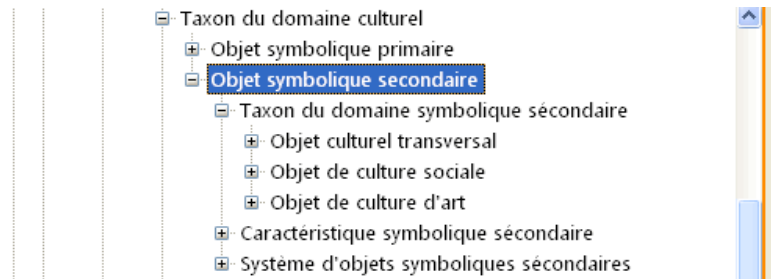 Taxon du domaine culturel
Objet symbolique primaire
Objet symbolique secondaire
Taxon du domaine symbolique sécondaire
Objet culturel transversal
Objet de culture sociale
Objet de culture d'art
Caractéristique symbolique sécondaire
Système d'objets symboliques sécondaires